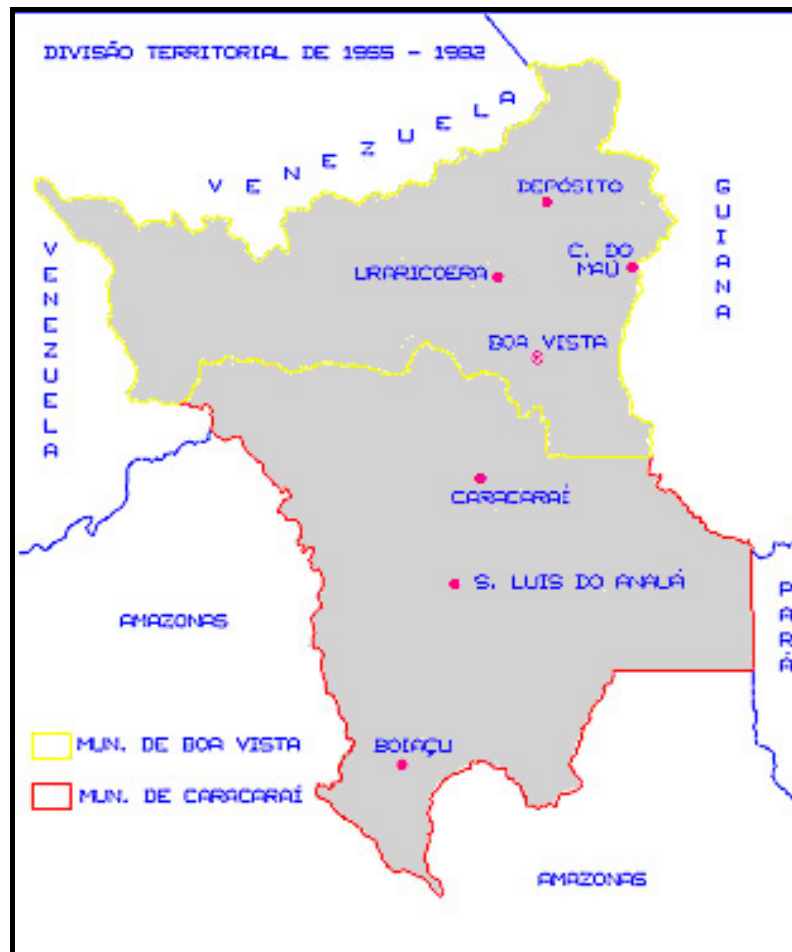 DIVISÃO TERRITORIAL DE 1955 - 1982
VENEZUELA
DEPÓSITO
GUIANA
C. DO
MAÚ
VENEZUELA
URARICOERA
BOA VISTA
CARACARAÍ
S. LUIS DO ANAUÁ
PARÁ
AMAZONAS
MUN. DE BOA VISTA
BOIAÇU
MUN. DE CARACARAÍ
AMAZONAS